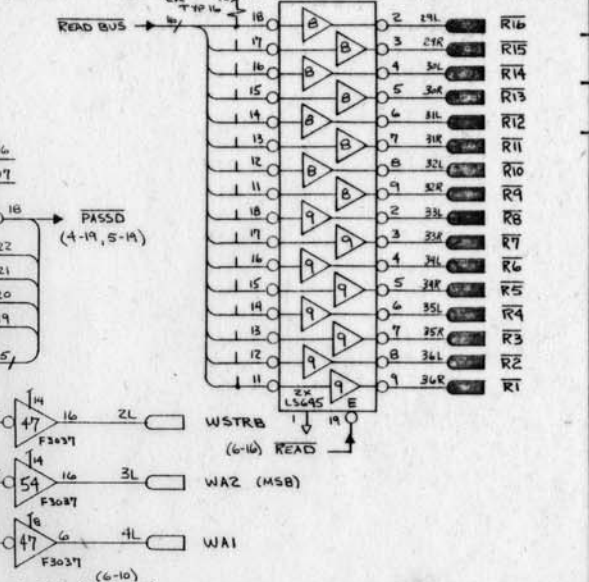 TYP 16
READ BUS 16/
18 8 2 29L R16
17 8 3 29R R15
16 8 4 30L R14
15 8 5 30R R13
14 8 6 31L R12
13 8 7 31R R11
12 8 8 32L R10
11 8 9 32R R9
18 9 2 33L R8
17 9 3 33R R7
16 9 4 34L R6
15 9 5 34R R5
14 9 6 35L R4
13 9 7 35R R3
12 9 8 36L R2
11 9 9 36R R1
2X
LS645 E
1 19
(6-16) READ
18 PASSD
(4-19, 5-19)
22
21
20
19
14
47 16 2L WSTRB
F3037
14
54 16 3L WA2 (MSB)
F3037
8
47 6 4L WA1
F3037
(6-10)